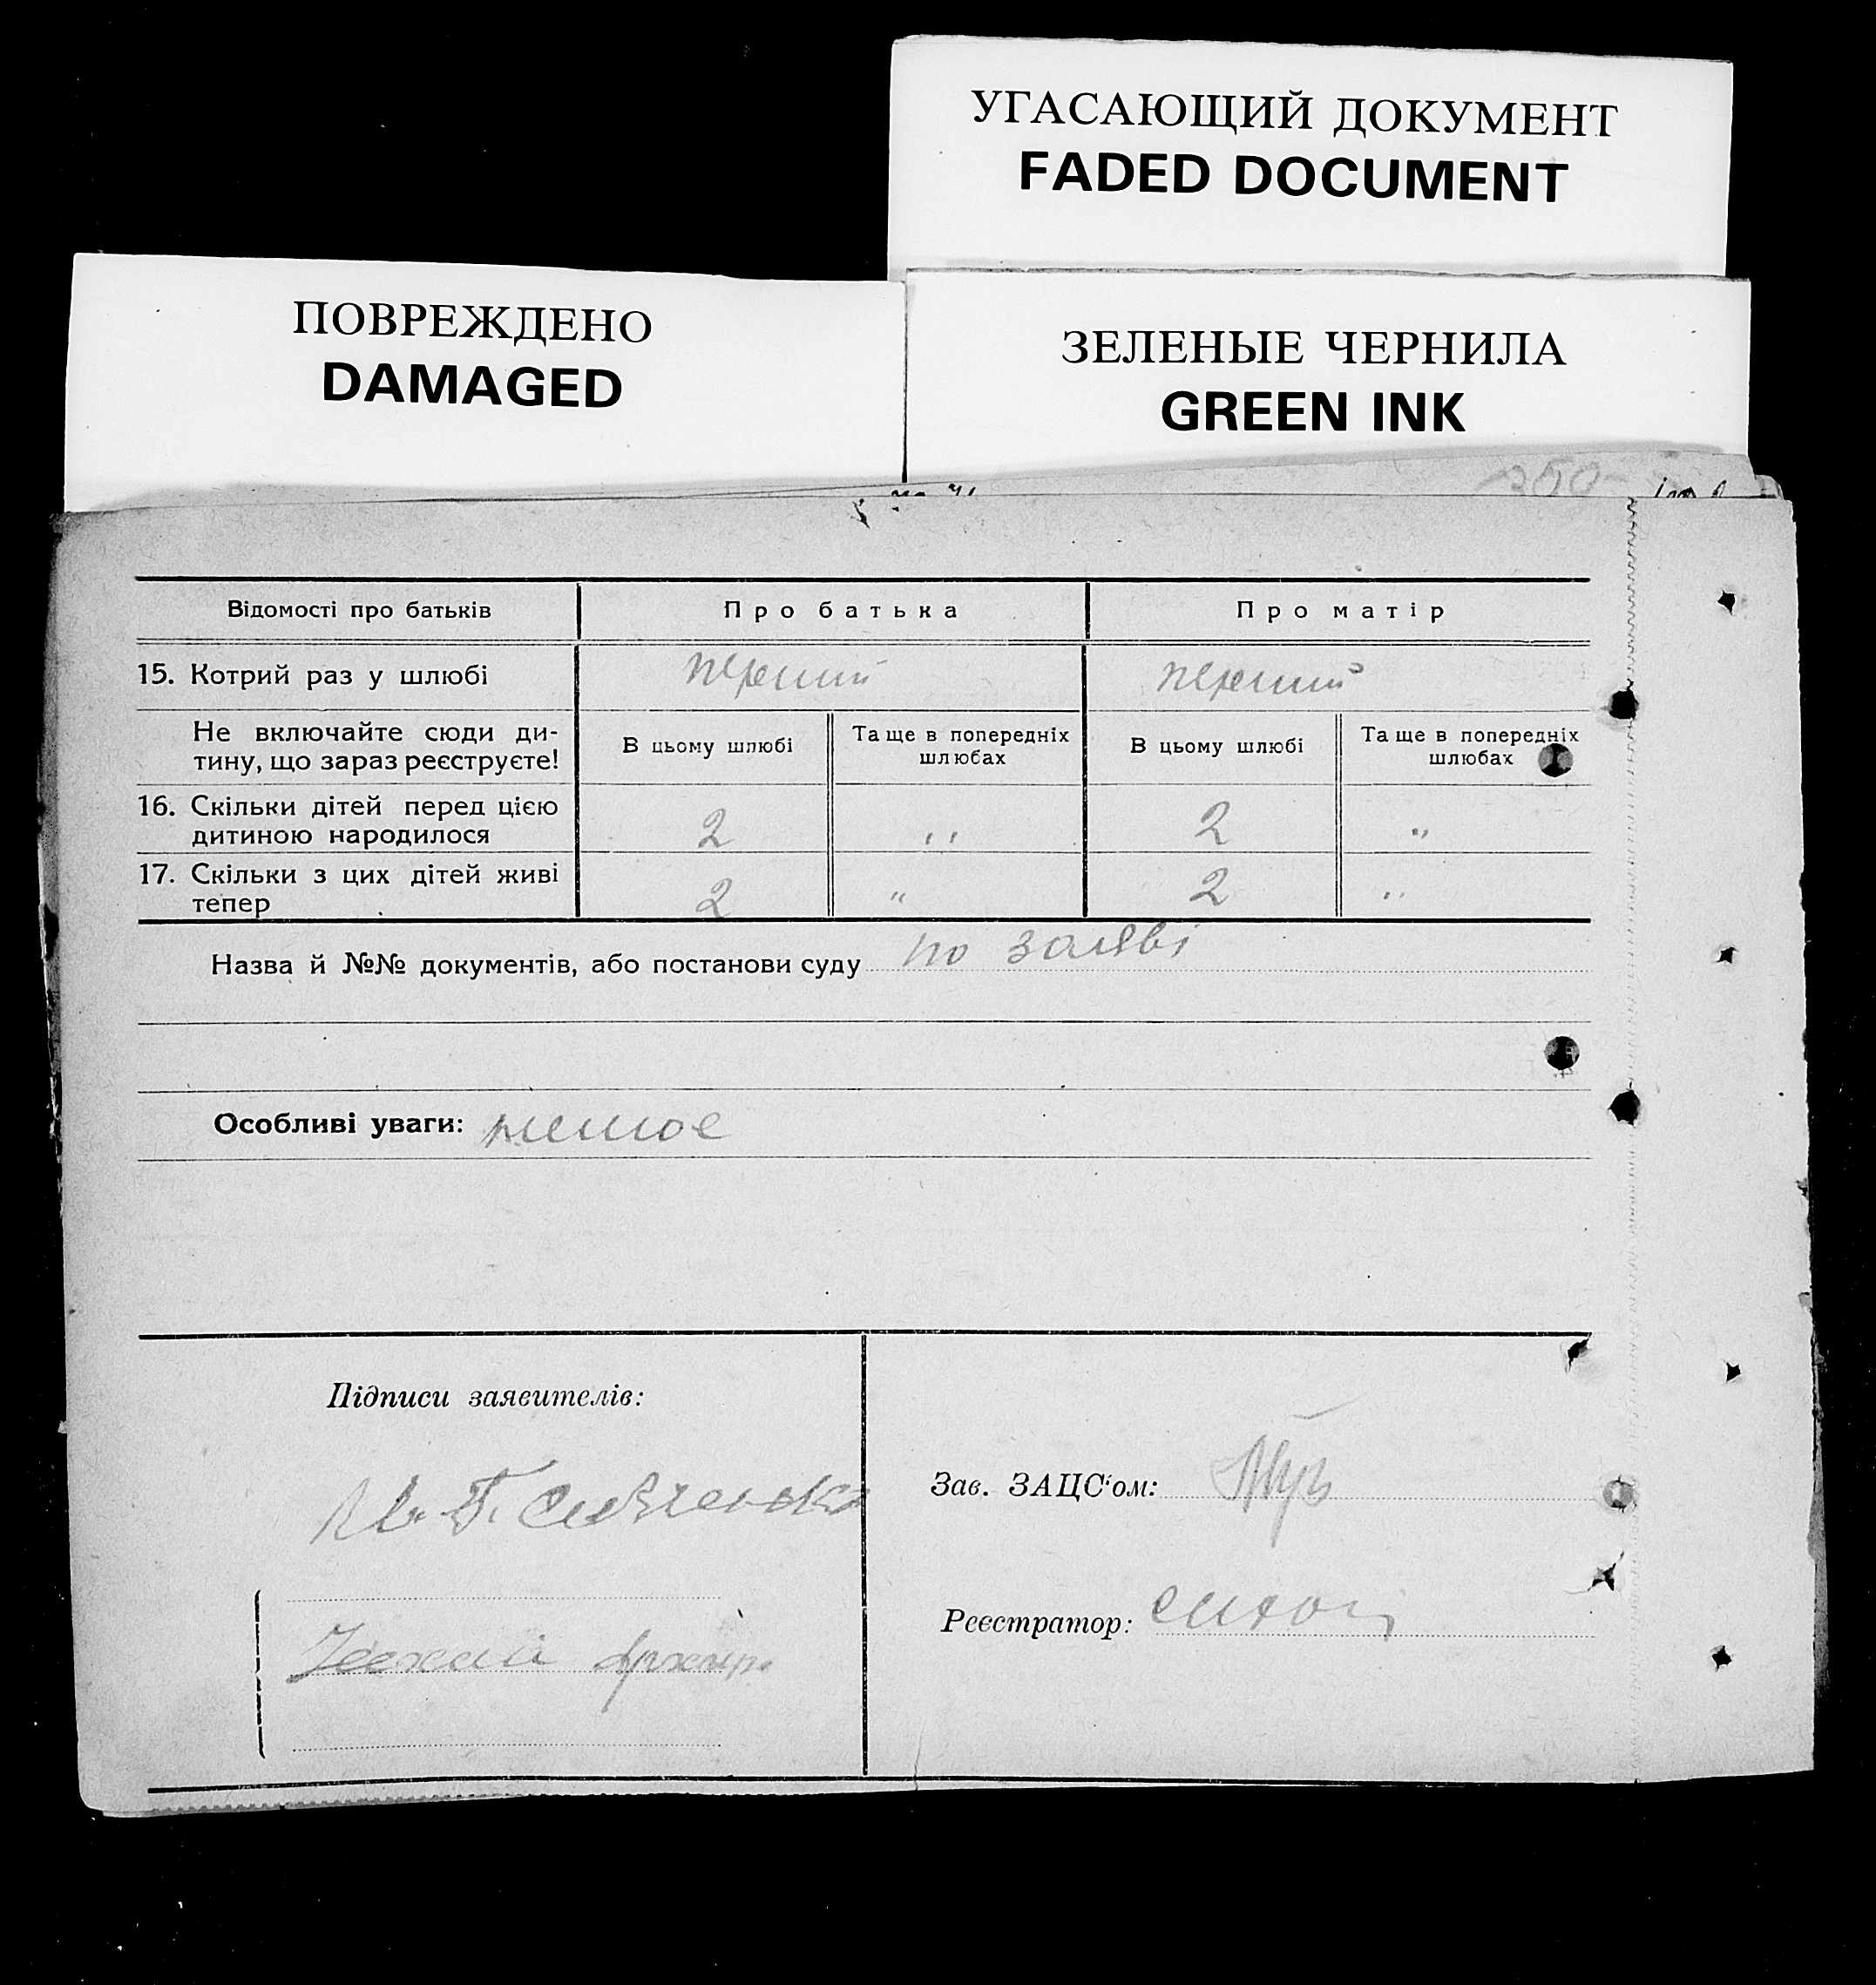 УГАСАЮЩИЙ ДОКУМЕНТ
FADED DOCUMENT
ПОВРЕЖДЕНО
DAMAGED
ЗЕЛЕНЫЕ ЧЕРНИЛА
GREEN INK
350
Відомості про батьків Про батька Про матір
15. Котрий раз у шлюбі перший перший
Не включайте сюди ди-
тину, що зараз реєструєте!
В цьому шлюбі
Та ще в попередніх
шлюбах
В цьому шлюбі
Та ще в попередніх
шлюбах
16. Скільки дітей перед цією
дитиною народилося 2 " 2 "
17. Скільки з цих дітей живі
тепер 2 " 2 "
Назва й №№ документів, або постанови суду по заяві
Особливі уваги:
Підписи заявителів:
Зав. ЗАЦС'ом:
Реєстратор: